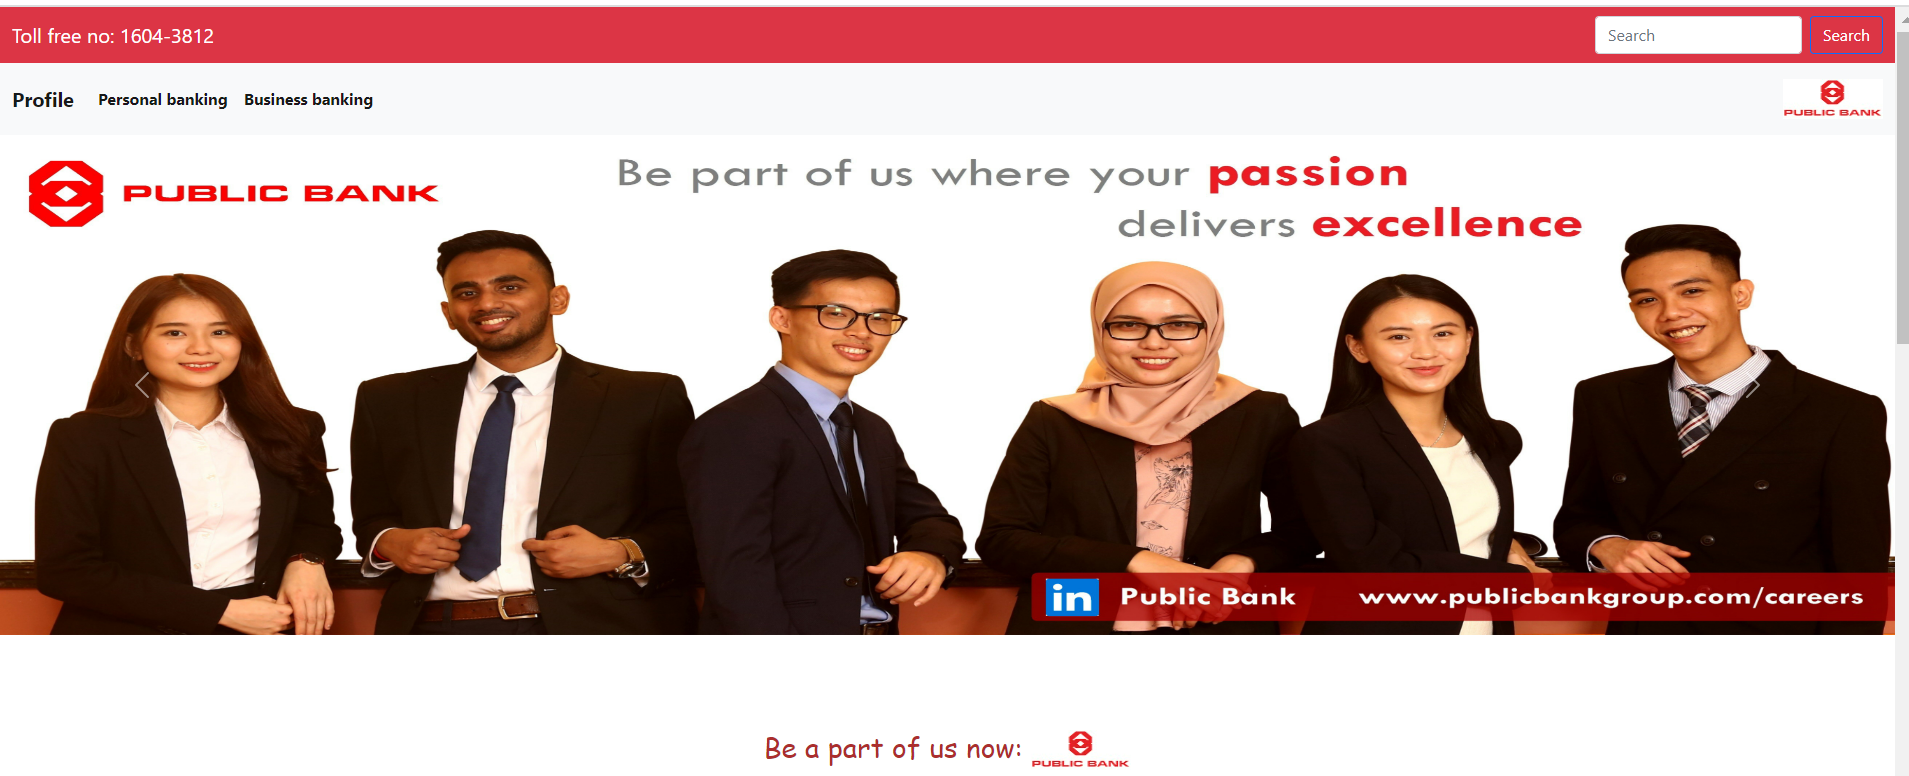 Toll free no: 1604-3812
Search
Search
Profile
Personal banking
Business banking
PUBLIC BANK
PUBLIC BANK
Be part of us where your passion
delivers excellence
in Public Bank www.publicbankgroup.com/careers
Be a part of us now:
PUBLIC BANK